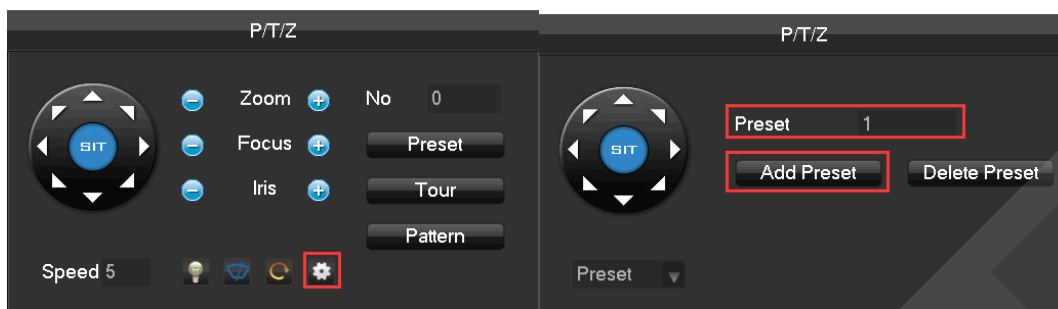 P/T/Z
SIT
Zoom
No 0
Focus
Preset
Iris
Tour
Pattern
Speed 5
P/T/Z
SIT
Preset 1
Add Preset
Delete Preset
Preset